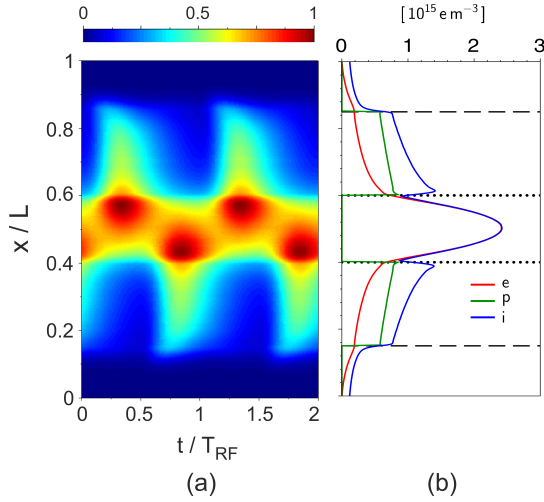 0 0.5 1
[10¹⁵ e m⁻³]
0 1 2 3
1
0.8
0.6
0.4
0.2
0
x / L
0 0.5 1 1.5 2
t / T_RF
e
p
i
(a) (b)